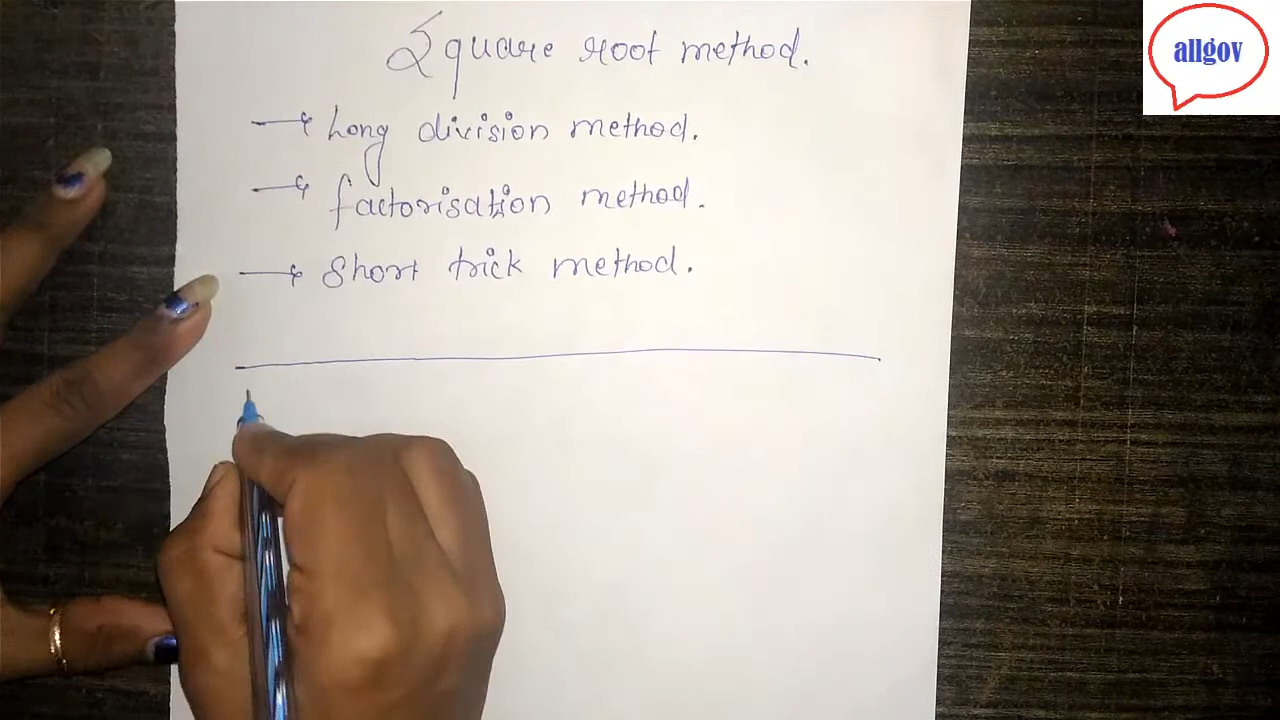 Square root method.
Long division method.
factorisation method.
Short trick method.
allgov